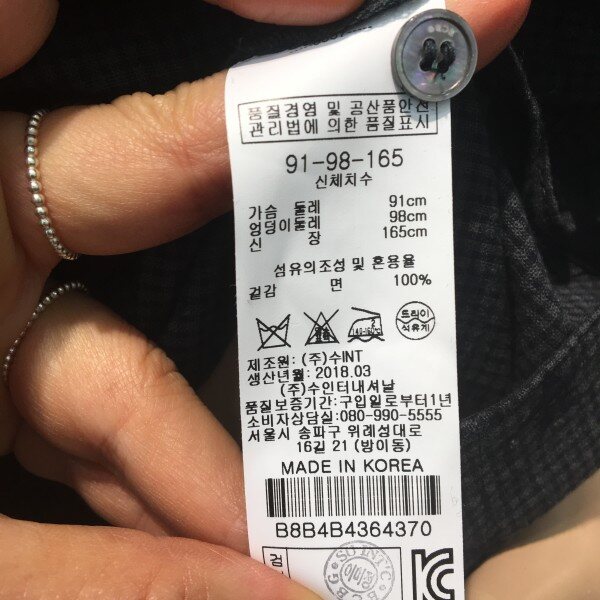 품질경영 및 공산품안전
관리법에 의한 품질표시
91-98-165
신체치수
가슴 둘레 91cm
엉덩이둘레 98cm
신 장 165cm
섬유의조성 및 혼용율
겉감 면 100%
드라이
석유계
제조원: (주)수INT
생산년월: 2018.03
(주)수인터내셔날
품질보증기간: 구입일로부터1년
소비자상담실: 080-990-5555
서울시 송파구 위례성대로
16길 21 (방이동)
MADE IN KOREA
B8B4B4364370
검
SU INT'C
BCBG